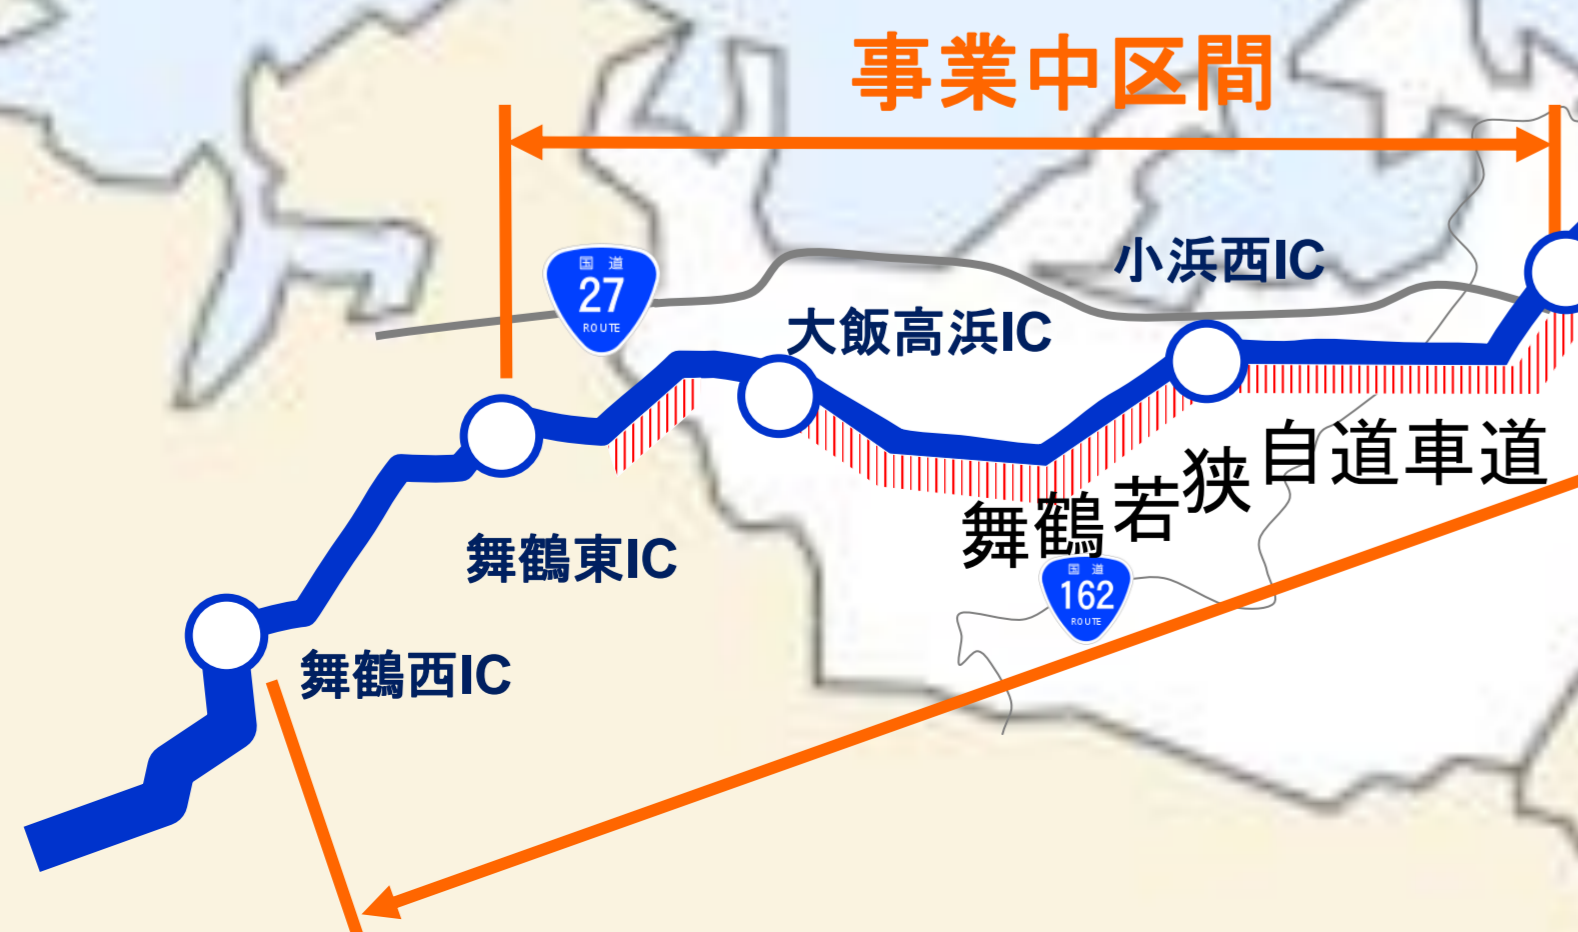 事業中区間
小浜西IC
国 道
27
ROUTE
大飯高浜IC
舞鶴若狭自道車道
舞鶴東IC
国 道
162
ROUTE
舞鶴西IC